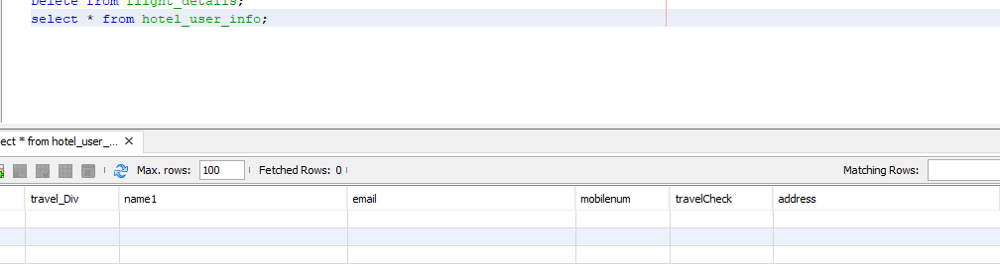 Delete from flight_details;
select * from hotel_user_info;
ect * from hotel_user_...
Max. rows: 100 Fetched Rows: 0 Matching Rows:
travel_Div name1 email mobilenum travelCheck address